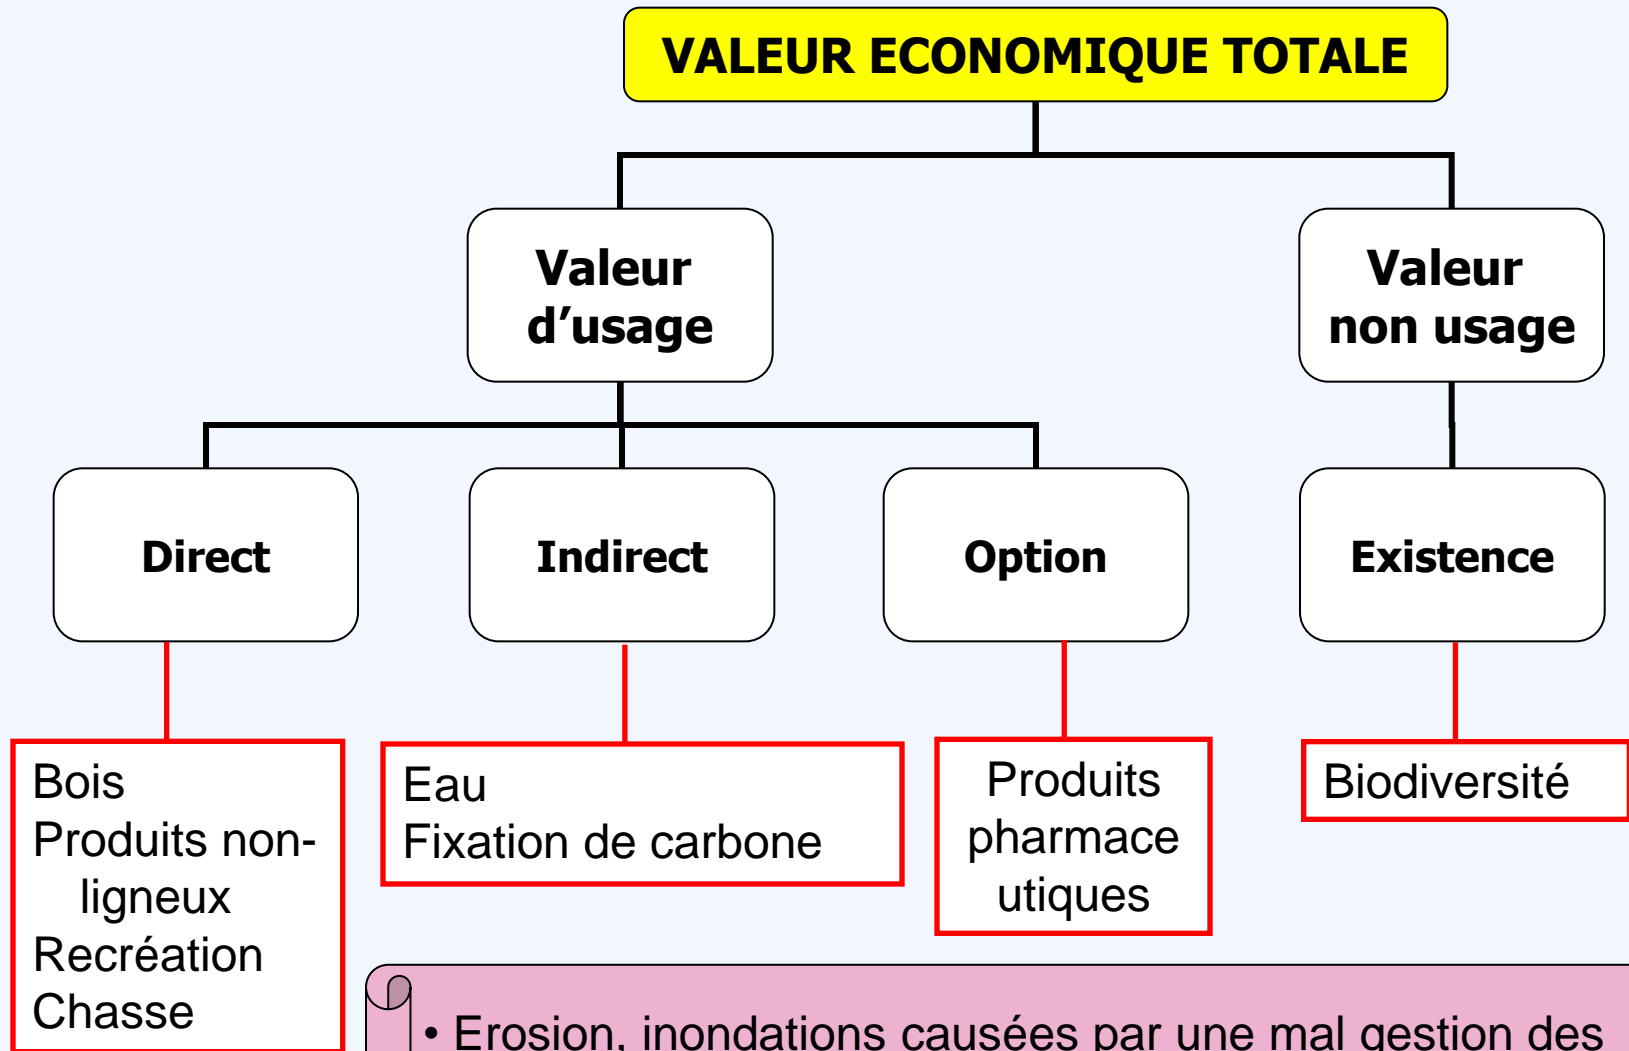 VALEUR ECONOMIQUE TOTALE
Valeur
d’usage
Valeur
non usage
Direct
Indirect
Option
Existence
Bois
Produits non-
ligneux
Recréation
Chasse
Eau
Fixation de carbone
Produits
pharmace
utiques
Biodiversité
• Erosion, inondations causées par une mal gestion des